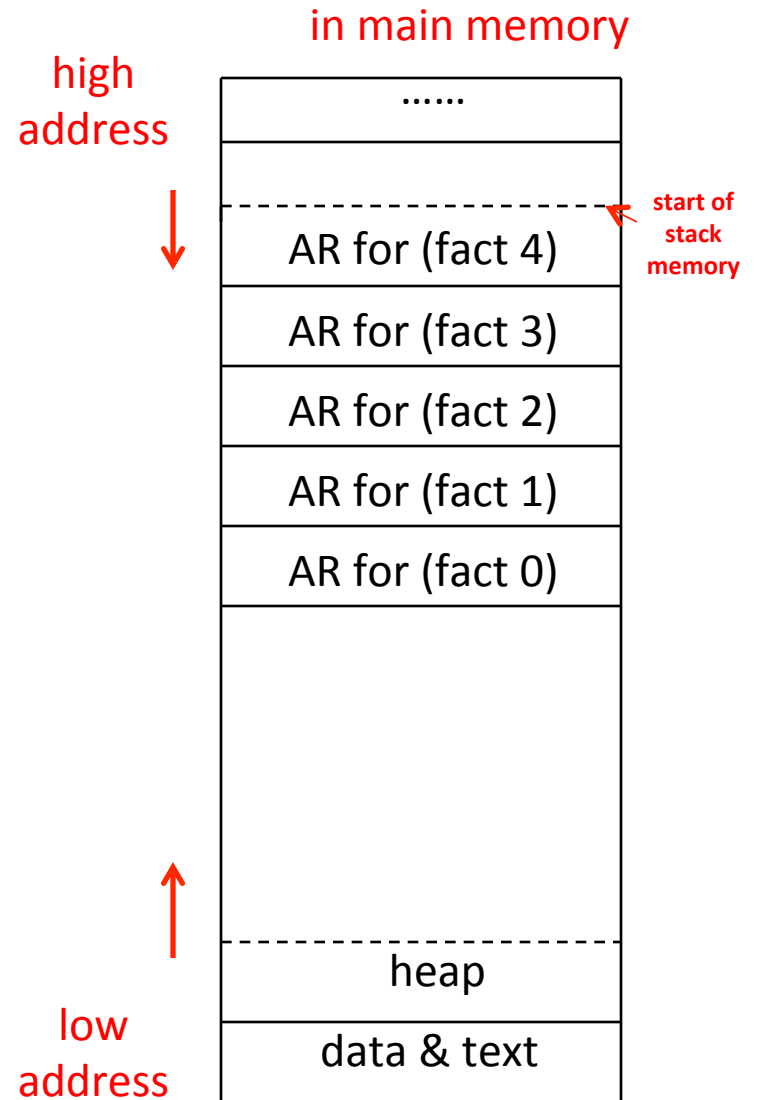 in main memory
high
address
……
start of
stack
memory
AR for (fact 4)
AR for (fact 3)
AR for (fact 2)
AR for (fact 1)
AR for (fact 0)
heap
low
address
data & text